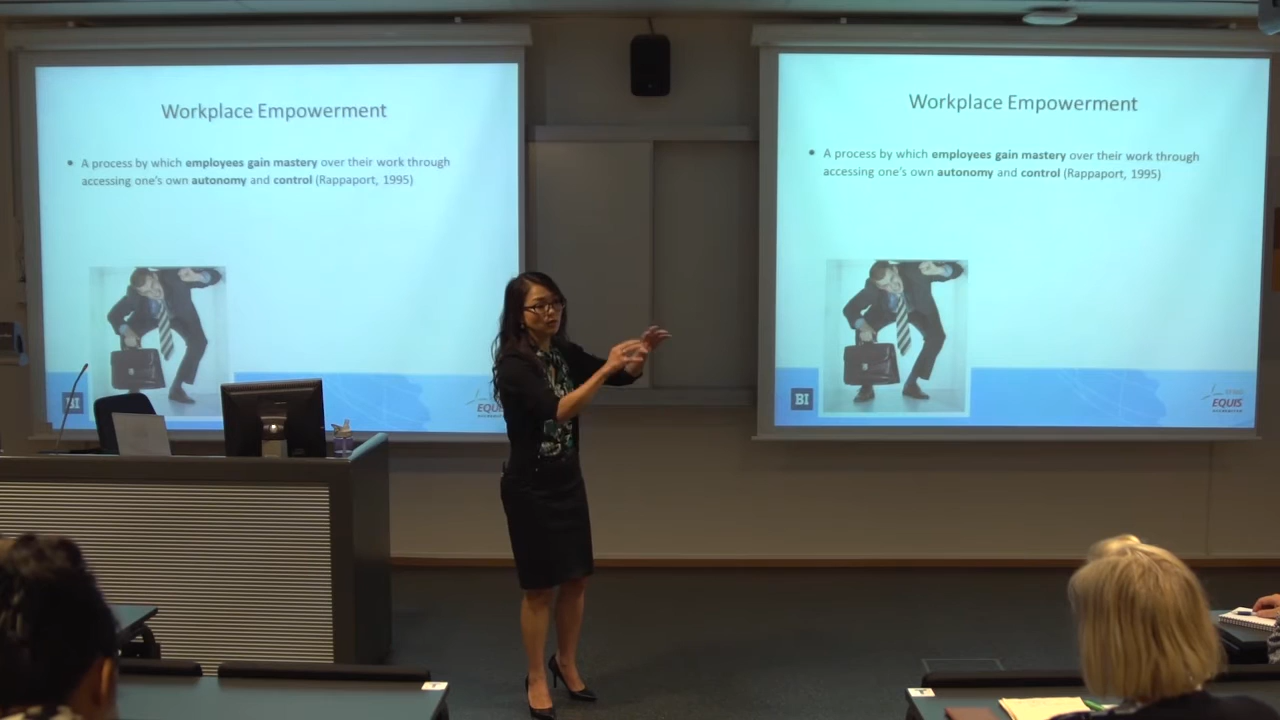 Workplace Empowerment
• A process by which employees gain mastery over their work through
accessing one's own autonomy and control (Rappaport, 1995)
BI
EQUIS
Workplace Empowerment
• A process by which employees gain mastery over their work through
accessing one's own autonomy and control (Rappaport, 1995)
BI
EFMD
EQUIS
ACCREDITED